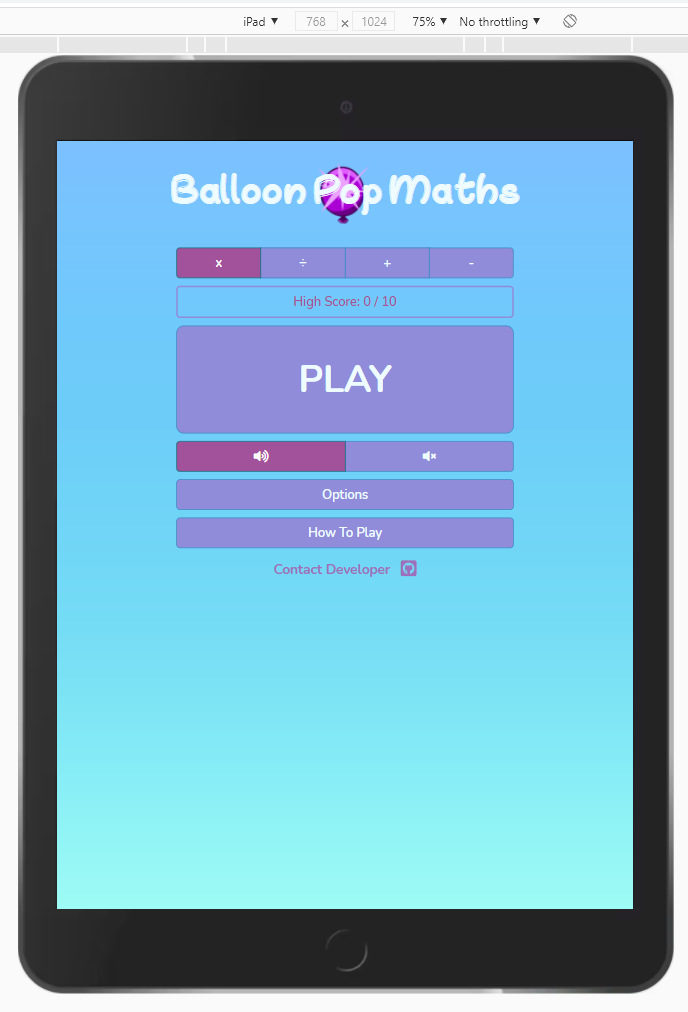 iPad ▼ 768 × 1024 75% ▼ No throttling ▼
Balloon Pop Maths
x ÷ + -
High Score: 0 / 10
PLAY
Options
How To Play
Contact Developer